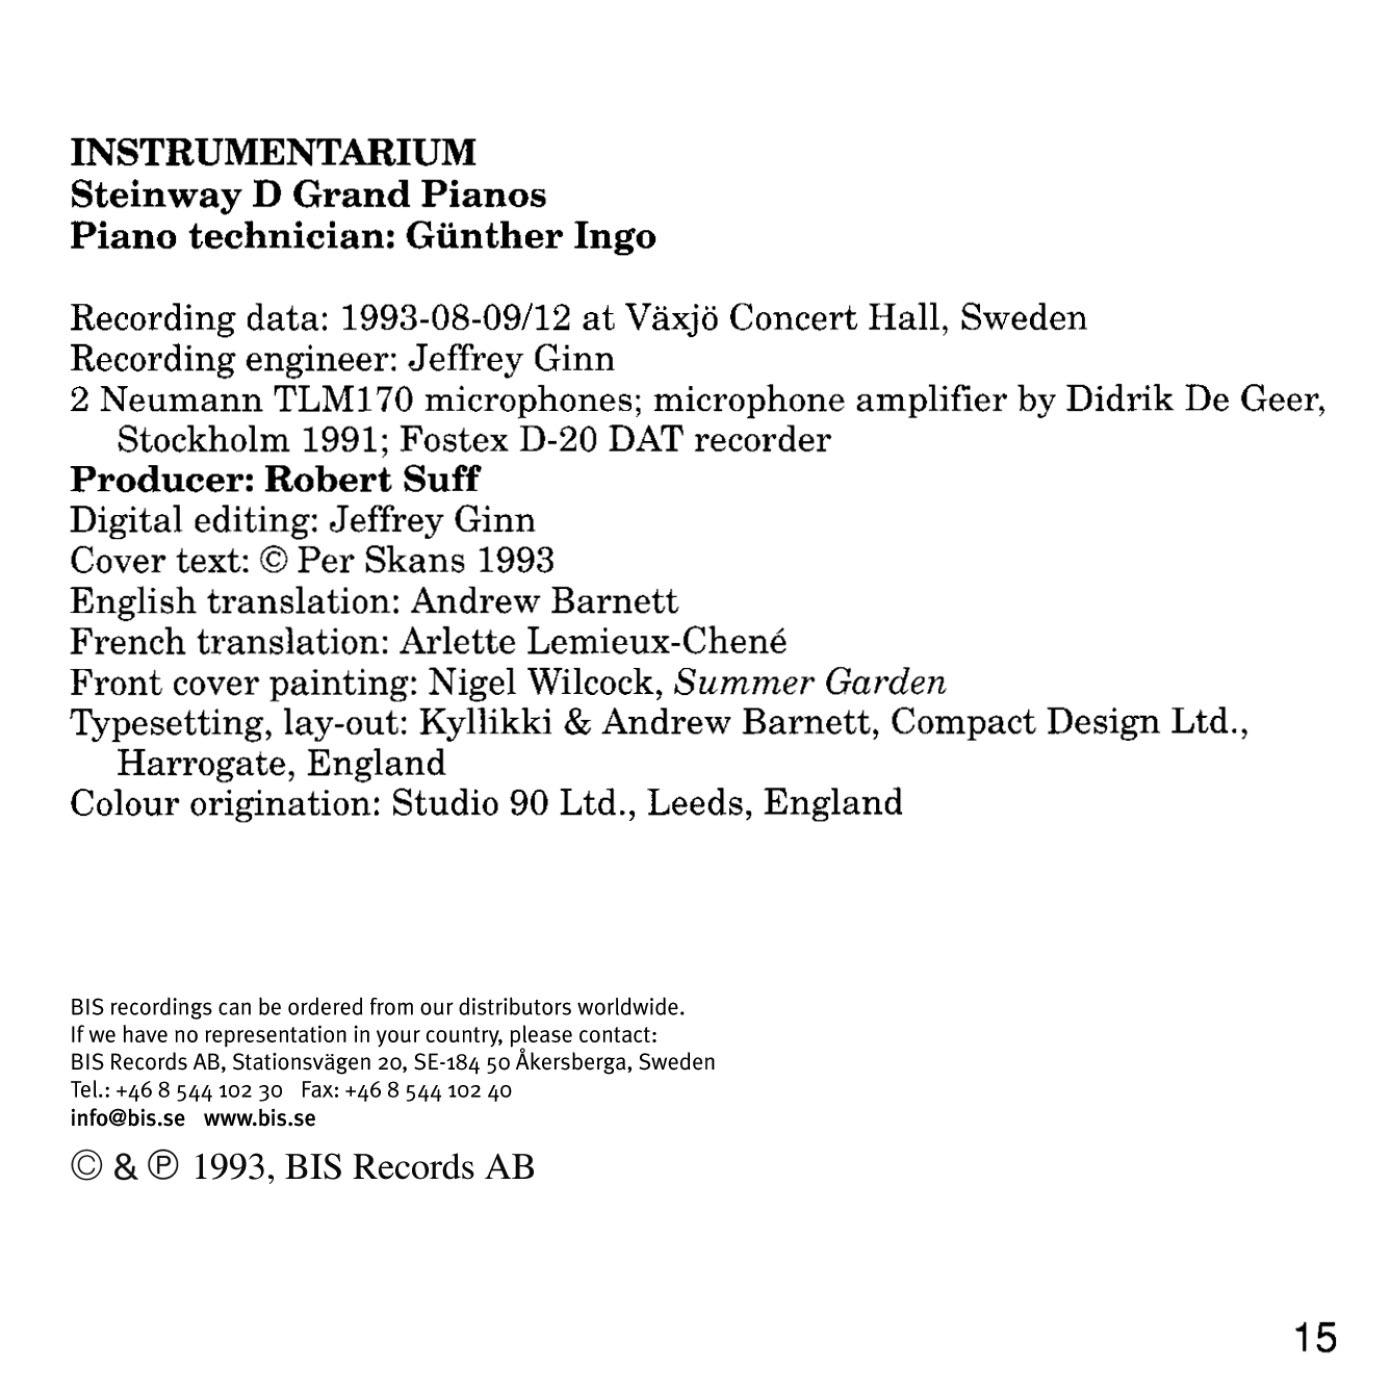 INSTRUMENTARIUM
Steinway D Grand Pianos
Piano technician: Günther Ingo
Recording data: 1993-08-09/12 at Växjö Concert Hall, Sweden
Recording engineer: Jeffrey Ginn
2 Neumann TLM170 microphones; microphone amplifier by Didrik De Geer,
Stockholm 1991; Fostex D-20 DAT recorder
Producer: Robert Suff
Digital editing: Jeffrey Ginn
Cover text: © Per Skans 1993
English translation: Andrew Barnett
French translation: Arlette Lemieux-Chené
Front cover painting: Nigel Wilcock, Summer Garden
Typesetting, lay-out: Kyllikki & Andrew Barnett, Compact Design Ltd.,
Harrogate, England
Colour origination: Studio 90 Ltd., Leeds, England
BIS recordings can be ordered from our distributors worldwide.
If we have no representation in your country, please contact:
BIS Records AB, Stationsvägen 20, SE-184 50 Åkersberga, Sweden
Tel.: +46 8 544 102 30 Fax: +46 8 544 102 40
info@bis.se www.bis.se
© & ℗ 1993, BIS Records AB
15